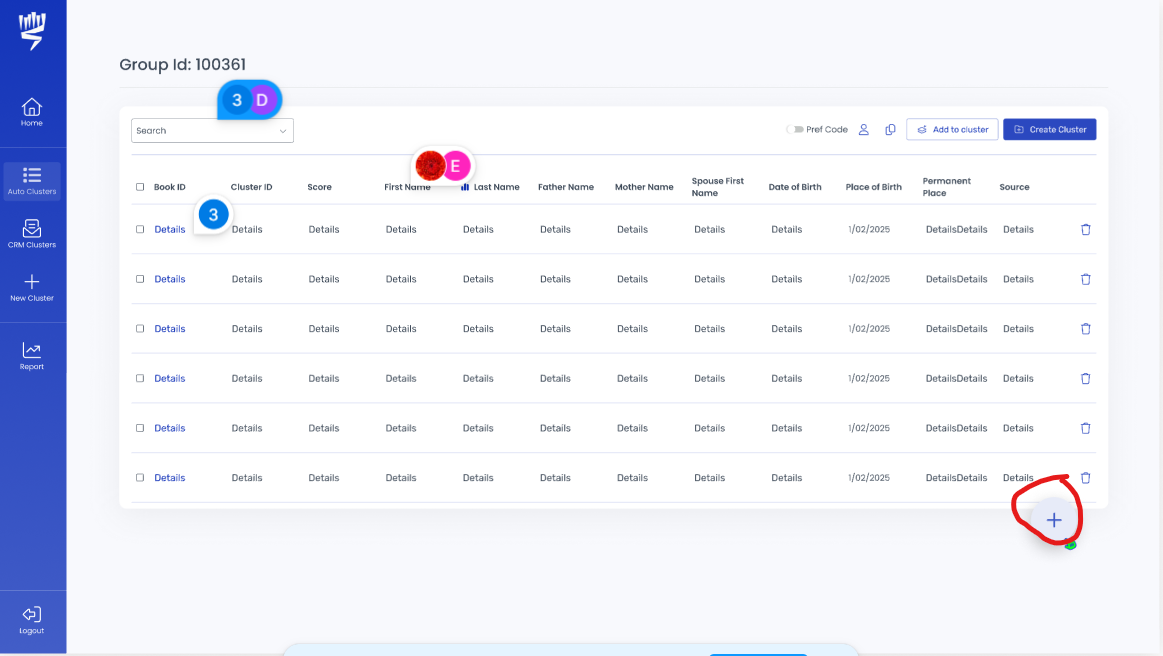 Group Id: 100361
3 D
Search
Pref Code
Add to cluster
Create Cluster
E
Book ID Cluster ID Score First Name Last Name Father Name Mother Name Spouse First Name Date of Birth Place of Birth Permanent Place Source
3
Details Details Details Details Details Details Details Details Details 1/02/2025 DetailsDetails Details
Details Details Details Details Details Details Details Details Details 1/02/2025 DetailsDetails Details
Details Details Details Details Details Details Details Details Details 1/02/2025 DetailsDetails Details
Details Details Details Details Details Details Details Details Details 1/02/2025 DetailsDetails Details
Details Details Details Details Details Details Details Details Details 1/02/2025 DetailsDetails Details
Details Details Details Details Details Details Details Details Details 1/02/2025 DetailsDetails Details
Home
Auto Clusters
CRM Clusters
New Cluster
Report
Logout